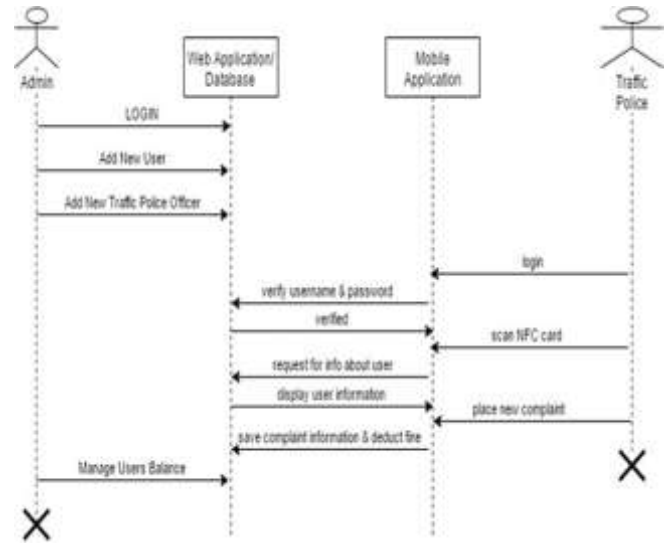 Admin
Web Application/
Database
Mobile
Application
Traffic
Police
LOGIN
Add New User
Add New Traffic Police Officer
login
verify username & password
verified
scan NFC card
request for info about user
display user information
place new complaint
save complaint information & deduct fine
Manage Users Balance